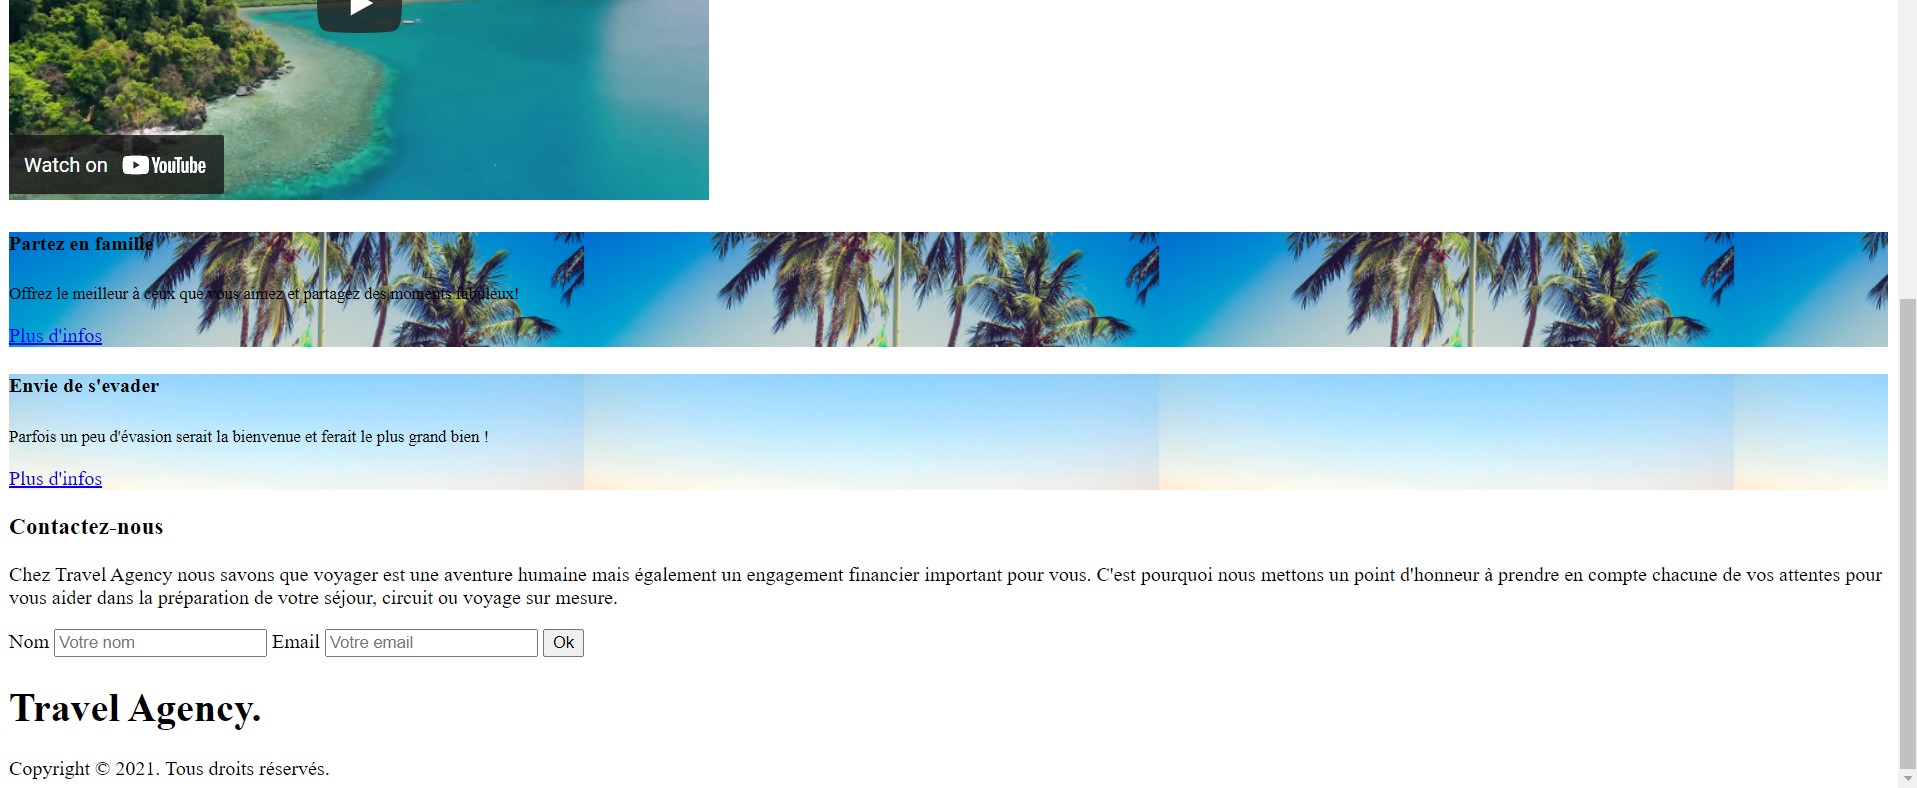 Watch on YouTube
Partez en famille
Offrez le meilleur à ceux que vous aimez et partagez des moments fabuleux!
Plus d'infos
Envie de s'evader
Parfois un peu d'évasion serait la bienvenue et ferait le plus grand bien !
Plus d'infos
Contactez-nous
Chez Travel Agency nous savons que voyager est une aventure humaine mais également un engagement financier important pour vous. C'est pourquoi nous mettons un point d'honneur à prendre en compte chacune de vos attentes pour
vous aider dans la préparation de votre séjour, circuit ou voyage sur mesure.
Nom Votre nom Email Votre email Ok
Travel Agency.
Copyright © 2021. Tous droits réservés.